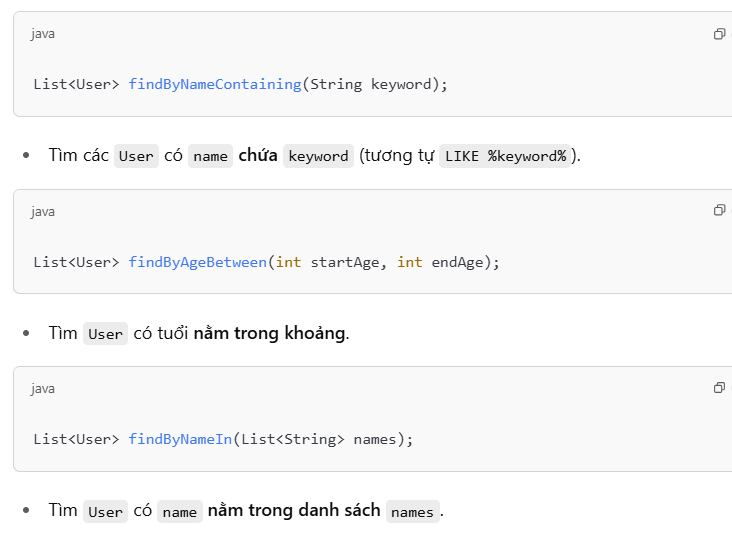 java
List<User> findByNameContaining(String keyword);
Tìm các User có name chứa keyword (tương tự LIKE %keyword%).
java
List<User> findByAgeBetween(int startAge, int endAge);
Tìm User có tuổi nằm trong khoảng.
java
List<User> findByNameIn(List<String> names);
Tìm User có name nằm trong danh sách names.